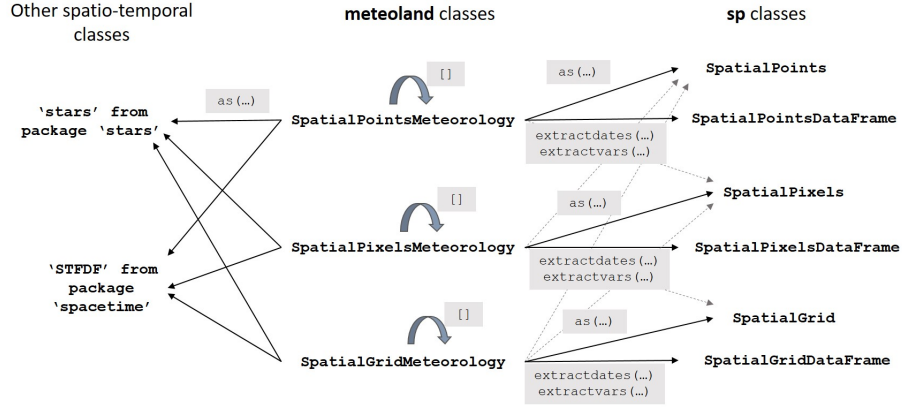 Other spatio-temporal
classes
meteoland classes
sp classes
[]
as(…)
as(…)
SpatialPoints
‘stars’ from
package ‘stars’
SpatialPointsMeteorology
SpatialPointsDataFrame
extractdates(…)
extractvars(…)
[]
as(…)
SpatialPixels
SpatialPixelsMeteorology
SpatialPixelsDataFrame
‘STFDF’ from
package
‘spacetime’
extractdates(…)
extractvars(…)
[]
as(…)
SpatialGrid
SpatialGridMeteorology
SpatialGridDataFrame
extractdates(…)
extractvars(…)